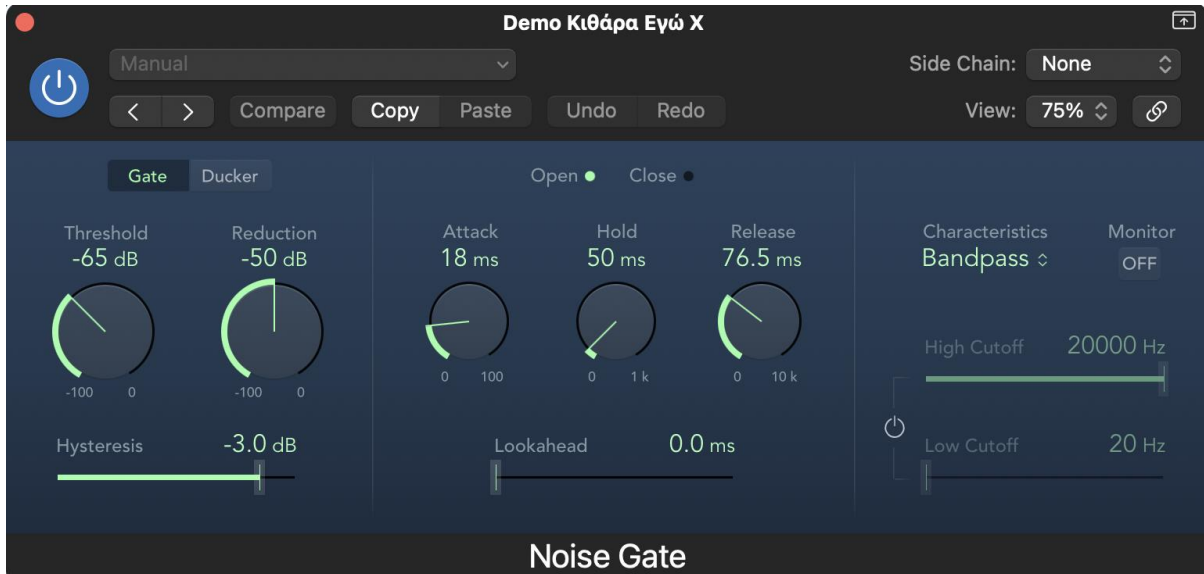 Demo Κιθάρα Εγώ X
Manual
Side Chain: None
Compare Copy Paste Undo Redo
View: 75%
Gate Ducker
Open Close
Threshold
-65 dB
-100 0
Reduction
-50 dB
-100 0
Attack
18 ms
0 100
Hold
50 ms
0 1 k
Release
76.5 ms
0 10 k
Characteristics
Bandpass
Monitor
OFF
High Cutoff 20000 Hz
Hysteresis -3.0 dB
Lookahead 0.0 ms
Low Cutoff 20 Hz
Noise Gate